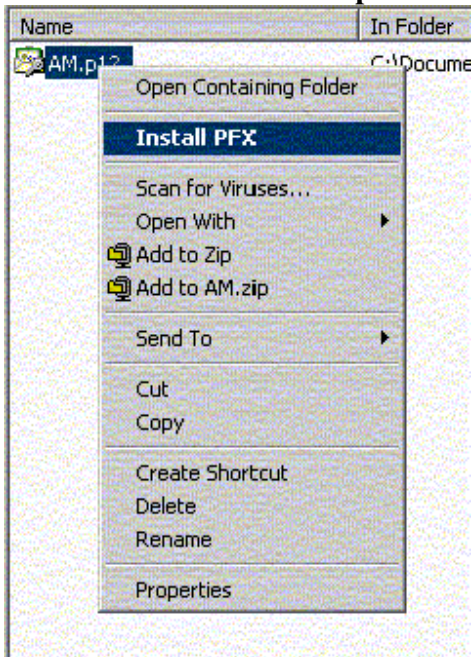 Name In Folder
AM.p12 C:\Docume
Open Containing Folder
Install PFX
Scan for Viruses...
Open With
Add to Zip
Add to AM.zip
Send To
Cut
Copy
Create Shortcut
Delete
Rename
Properties